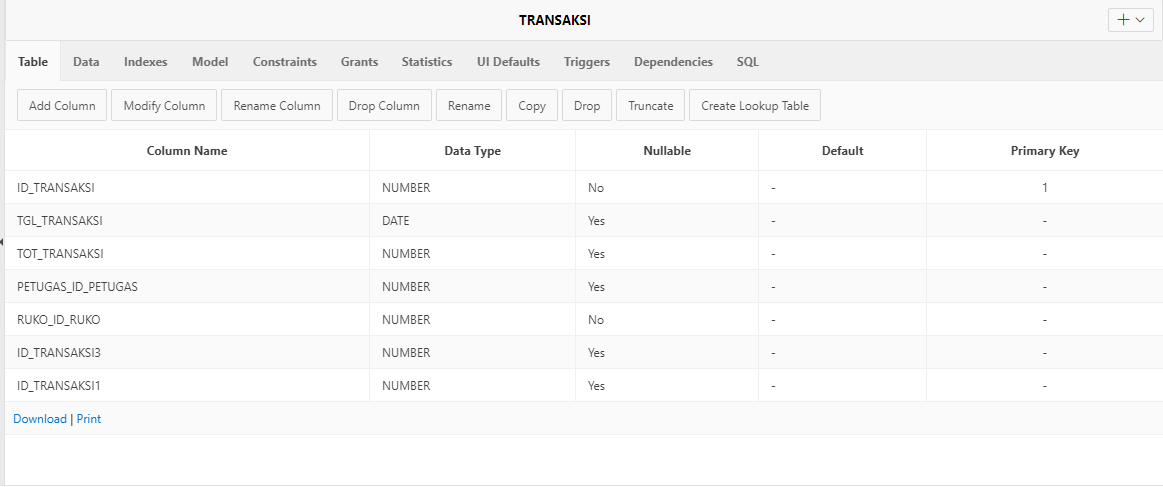 TRANSAKSI
Table Data Indexes Model Constraints Grants Statistics UI Defaults Triggers Dependencies SQL
Add Column Modify Column Rename Column Drop Column Rename Copy Drop Truncate Create Lookup Table
Column Name Data Type Nullable Default Primary Key
ID_TRANSAKSI NUMBER No - 1
TGL_TRANSAKSI DATE Yes - -
TOT_TRANSAKSI NUMBER Yes - -
PETUGAS_ID_PETUGAS NUMBER Yes - -
RUKO_ID_RUKO NUMBER No - -
ID_TRANSAKSI3 NUMBER Yes - -
ID_TRANSAKSI1 NUMBER Yes - -
Download | Print